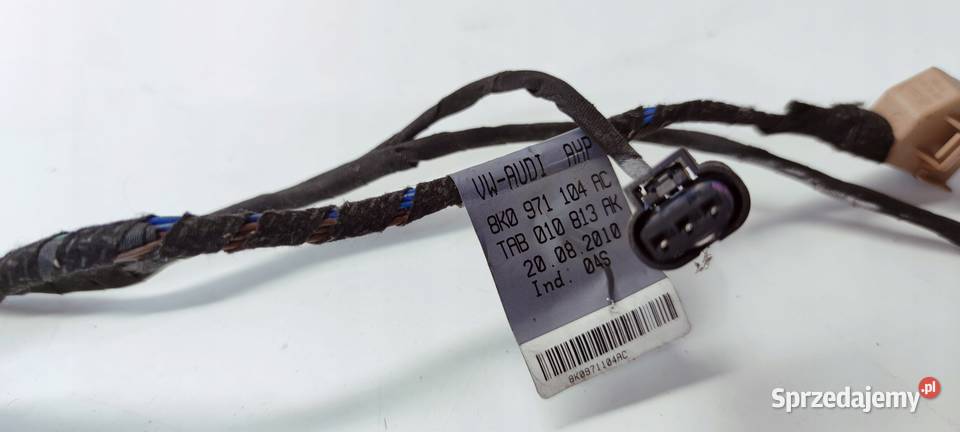 VW-AUDI AHP
8K0 971 104 AC
TAB 010 813 AK
20.08.2010
Ind. 04S
8K0971104AC
Sprzedajemy.pl